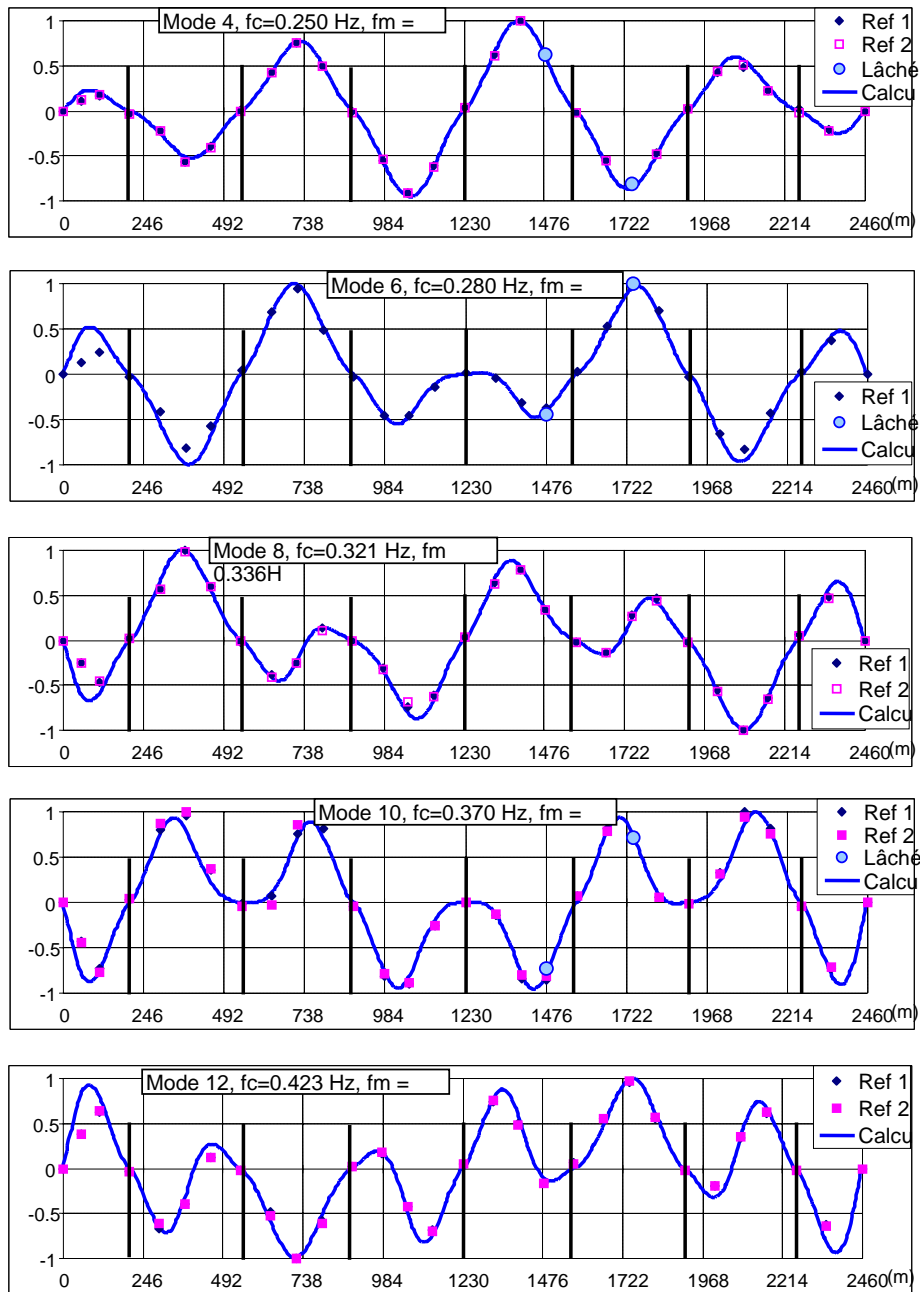 Mode 4, fc=0.250 Hz, fm =
1
0.5
0
-0.5
-1
Ref 1
Ref 2
Lâché
Calcu
0 246 492 738 984 1230 1476 1722 1968 2214 2460 (m)
Mode 6, fc=0.280 Hz, fm =
1
0.5
0
-0.5
-1
Ref 1
Lâché
Calcu
0 246 492 738 984 1230 1476 1722 1968 2214 2460 (m)
Mode 8, fc=0.321 Hz, fm
0.336H
1
0.5
0
-0.5
-1
Ref 1
Ref 2
Calcu
0 246 492 738 984 1230 1476 1722 1968 2214 2460 (m)
Mode 10, fc=0.370 Hz, fm =
1
0.5
0
-0.5
-1
Ref 1
Ref 2
Lâché
Calcu
0 246 492 738 984 1230 1476 1722 1968 2214 2460 (m)
Mode 12, fc=0.423 Hz, fm =
1
0.5
0
-0.5
-1
Ref 1
Ref 2
Calcu
0 246 492 738 984 1230 1476 1722 1968 2214 2460 (m)